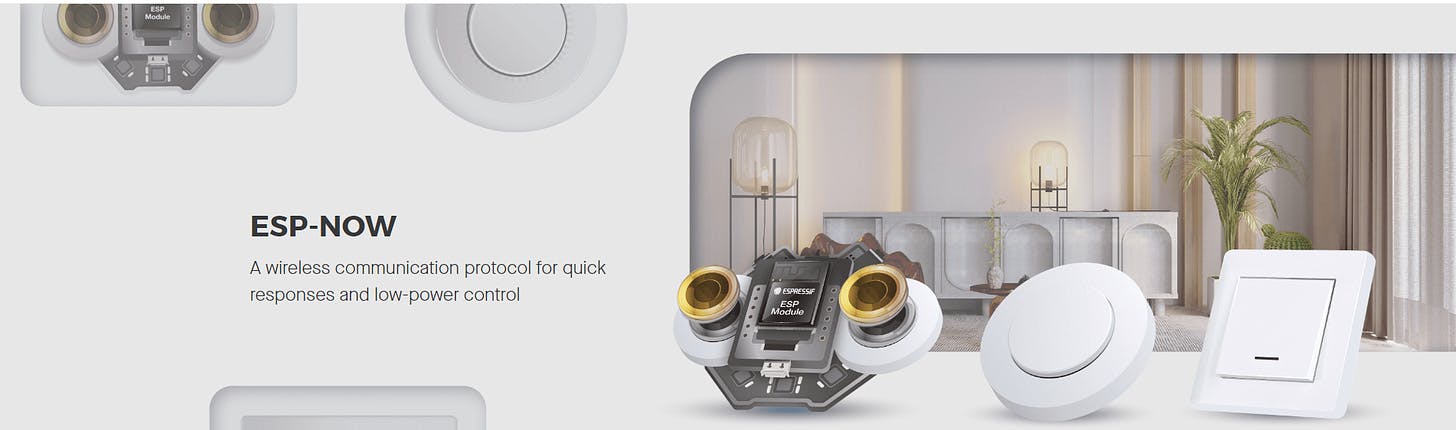 ESP
Module
ESP-NOW
A wireless communication protocol for quick
responses and low-power control
ESPRESSIF
ESP
Module